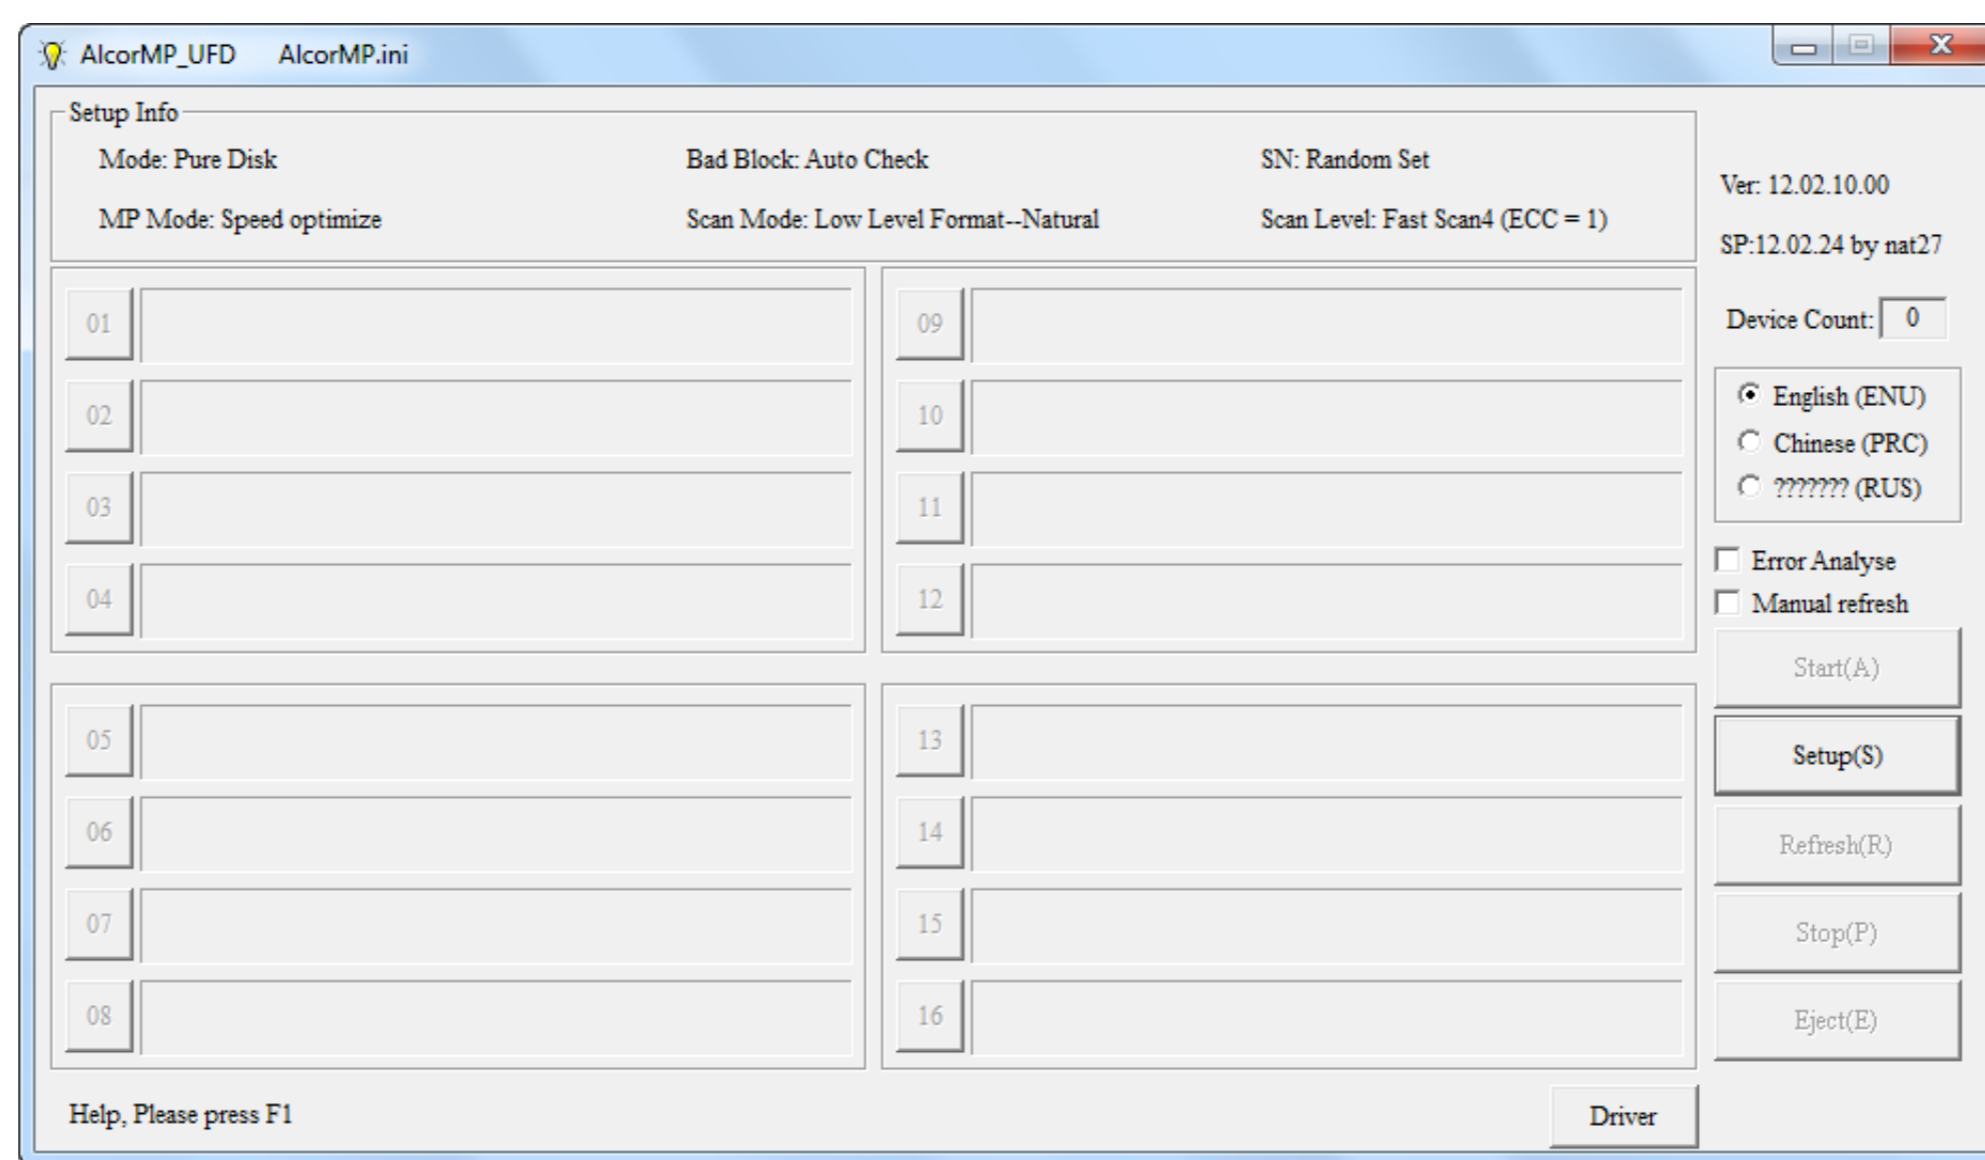 AlcorMP_UFD AlcorMP.ini
Setup Info
Mode: Pure Disk
Bad Block: Auto Check
SN: Random Set
MP Mode: Speed optimize
Scan Mode: Low Level Format--Natural
Scan Level: Fast Scan4 (ECC = 1)
Ver: 12.02.10.00
SP:12.02.24 by nat27
Device Count: 0
English (ENU)
Chinese (PRC)
??????? (RUS)
Error Analyse
Manual refresh
Start(A)
Setup(S)
Refresh(R)
Stop(P)
Eject(E)
01
02
03
04
05
06
07
08
09
10
11
12
13
14
15
16
Help, Please press F1
Driver